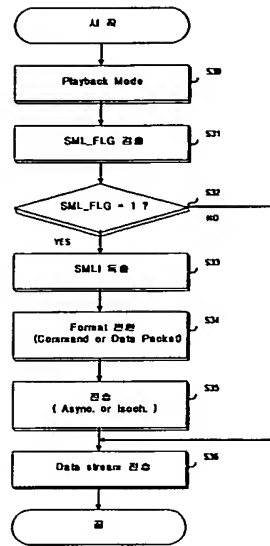 시 작
Playback Mode
S30
SML_FLG 검출
S31
SML_FLG = 1 ?
S32
NO
YES
SMLI 독출
S33
Format 변환
(Command or Data Packet)
S34
전송
( Async. or Isoch. )
S35
Data stream 전송
S36
끝